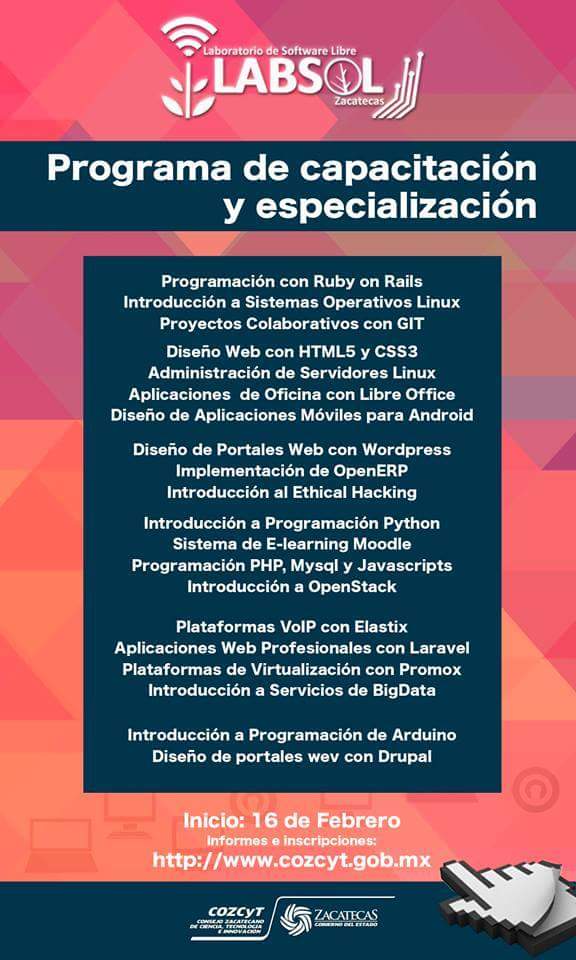 Laboratorio de Software Libre
LABSOL
Zacatecas
Programa de capacitación
y especialización
Programación con Ruby on Rails
Introducción a Sistemas Operativos Linux
Proyectos Colaborativos con GIT
Diseño Web con HTML5 y CSS3
Administración de Servidores Linux
Aplicaciones de Oficina con Libre Office
Diseño de Aplicaciones Móviles para Android
Diseño de Portales Web con Wordpress
Implementación de OpenERP
Introducción al Ethical Hacking
Introducción a Programación Python
Sistema de E-learning Moodle
Programación PHP, Mysql y Javascripts
Introducción a OpenStack
Plataformas VoIP con Elastix
Aplicaciones Web Profesionales con Laravel
Plataformas de Virtualización con Promox
Introducción a Servicios de BigData
Introducción a Programación de Arduino
Diseño de portales wev con Drupal
Inicio: 16 de Febrero
Informes e inscripciones:
http://www.cozcyt.gob.mx
COZCyT
CONSEJO ZACATECANO
DE CIENCIA, TECNOLOGÍA
E INNOVACIÓN
ZACATECAS
GOBIERNO DEL ESTADO